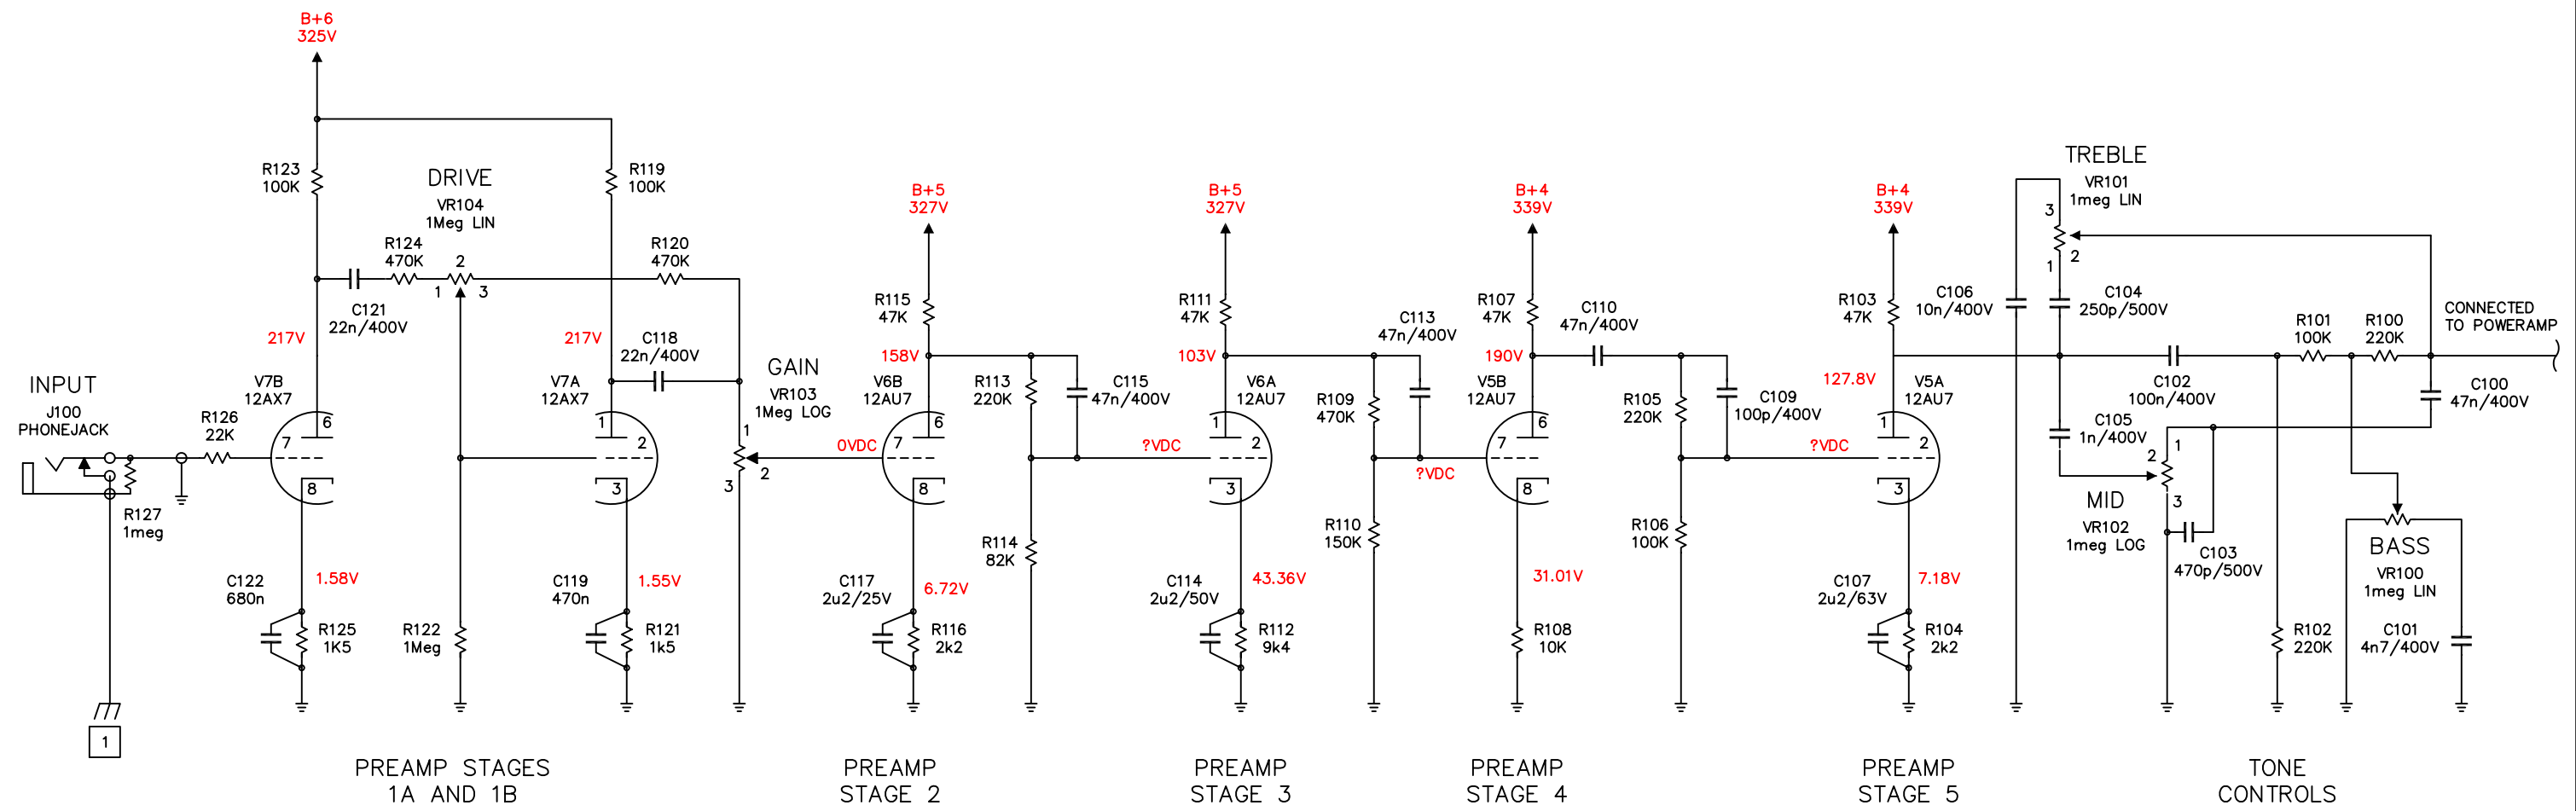 B+6
325V
R123
100K
DRIVE
VR104
1Meg LIN
R119
100K
R124
470K
2
1
3
R120
470K
C121
22n/400V
217V
217V
C118
22n/400V
INPUT
J100
PHONEJACK
R126
22K
V7B
12AX7
6
7
8
V7A
12AX7
1
2
3
GAIN
VR103
1Meg LOG
1
2
3
R127
1meg
C122
680n
1.58V
R125
1K5
R122
1Meg
C119
470n
1.55V
R121
1k5
1
PREAMP STAGES
1A AND 1B
B+5
327V
R115
47K
158V
V6B
12AU7
6
7
8
0VDC
R113
220K
C115
47n/400V
R114
82K
C117
2u2/25V
6.72V
R116
2k2
PREAMP
STAGE 2
B+5
327V
R111
47K
103V
V6A
12AU7
1
2
3
?VDC
C113
47n/400V
R109
470K
R110
150K
C114
2u2/50V
43.36V
R112
9k4
PREAMP
STAGE 3
B+4
339V
R107
47K
C110
47n/400V
190V
V5B
12AU7
6
7
8
?VDC
R105
220K
C109
100p/400V
R106
100K
31.01V
R108
10K
PREAMP
STAGE 4
B+4
339V
R103
47K
127.8V
V5A
12AU7
1
2
3
?VDC
C107
2u2/63V
7.18V
R104
2k2
PREAMP
STAGE 5
TREBLE
VR101
1meg LIN
3
2
1
C106
10n/400V
C104
250p/500V
C102
100n/400V
C105
1n/400V
1
2
3
MID
VR102
1meg LOG
C103
470p/500V
R101
100K
R100
220K
CONNECTED
TO POWERAMP
C100
47n/400V
BASS
VR100
1meg LIN
R102
220K
C101
4n7/400V
TONE
CONTROLS